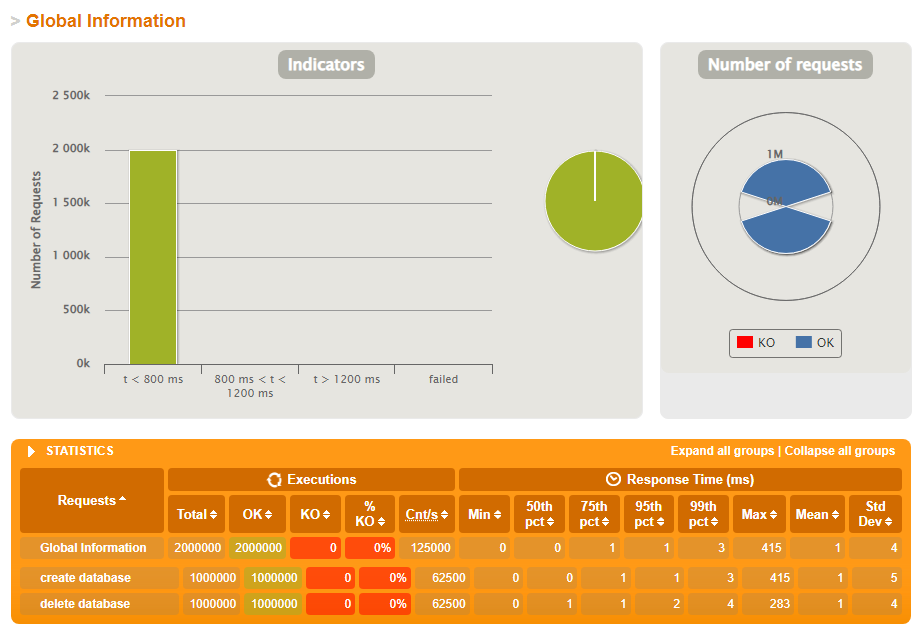 > Global Information
Indicators
Number of requests
2 500k
2 000k
1 500k
1 000k
500k
0k
Number of Requests
t < 800 ms
800 ms < t <
1200 ms
t > 1200 ms
failed
1M
0M
KO OK
STATISTICS Expand all groups | Collapse all groups
Requests Executions Response Time (ms)
Total OK KO % KO Cnt/s Min 50th pct 75th pct 95th pct 99th pct Max Mean Std Dev
Global Information 2000000 2000000 0 0% 125000 0 0 1 1 3 415 1 4
create database 1000000 1000000 0 0% 62500 0 0 1 1 3 415 1 5
delete database 1000000 1000000 0 0% 62500 0 1 1 2 4 283 1 4